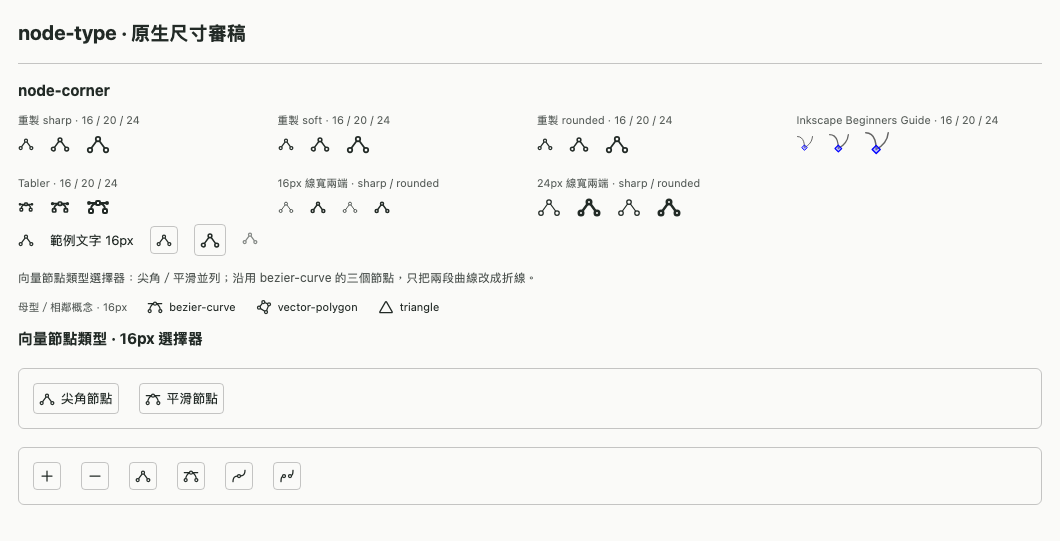 node-type · 原生尺寸審稿
node-corner
重製 sharp · 16 / 20 / 24
重製 soft · 16 / 20 / 24
重製 rounded · 16 / 20 / 24
Inkscape Beginners Guide · 16 / 20 / 24
Tabler · 16 / 20 / 24
16px 線寬兩端 · sharp / rounded
24px 線寬兩端 · sharp / rounded
範例文字 16px
向量節點類型選擇器：尖角 / 平滑並列；沿用 bezier-curve 的三個節點，只把兩段曲線改成折線。
母型 / 相鄰概念 · 16px
bezier-curve
vector-polygon
triangle
向量節點類型 · 16px 選擇器
尖角節點
平滑節點